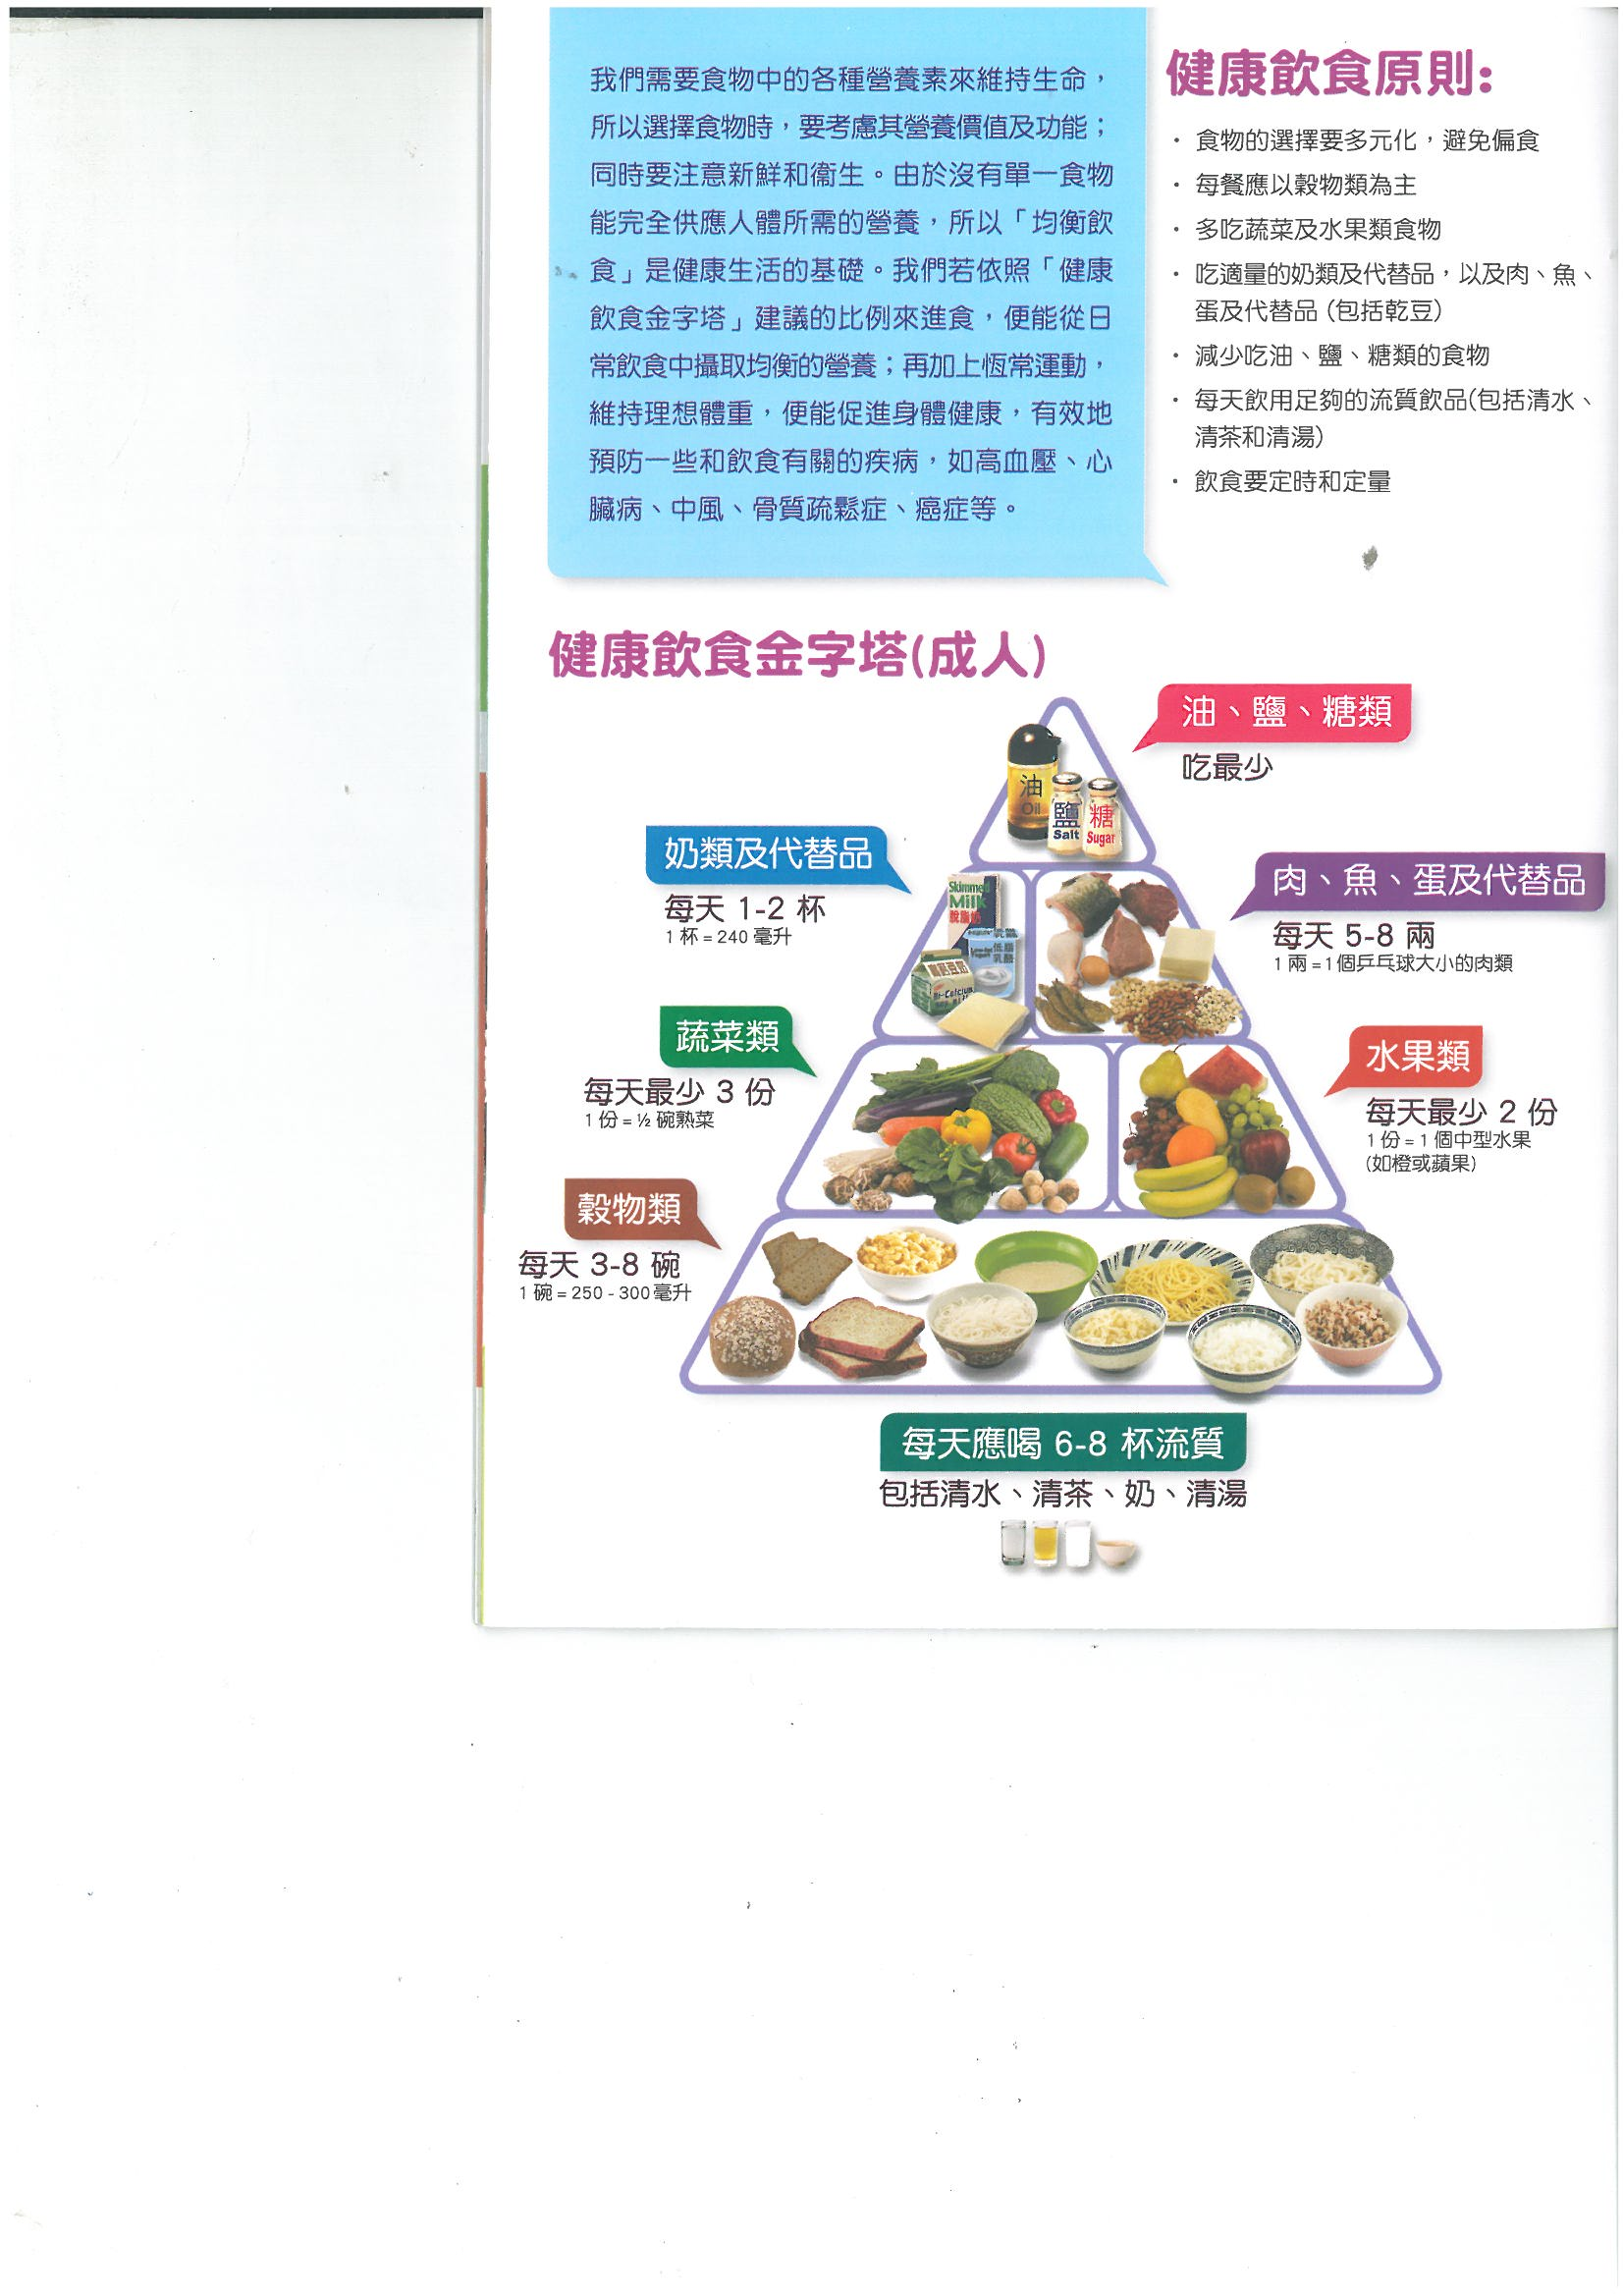 我們需要食物中的各種營養素來維持生命，
所以選擇食物時，要考慮其營養價值及功能；
同時要注意新鮮和衞生。由於沒有單一食物
能完全供應人體所需的營養，所以「均衡飲
食」是健康生活的基礎。我們若依照「健康
飲食金字塔」建議的比例來進食，便能從日
常飲食中攝取均衡的營養；再加上恆常運動，
維持理想體重，便能促進身體健康，有效地
預防一些和飲食有關的疾病，如高血壓、心
臟病、中風、骨質疏鬆症、癌症等。
健康飲食原則:
· 食物的選擇要多元化，避免偏食
· 每餐應以穀物類為主
· 多吃蔬菜及水果類食物
· 吃適量的奶類及代替品，以及肉、魚、
蛋及代替品 (包括乾豆)
· 減少吃油、鹽、糖類的食物
· 每天飲用足夠的流質飲品(包括清水、
清茶和清湯)
· 飲食要定時和定量
健康飲食金字塔(成人)
油、鹽、糖類
吃最少
油
Oil
鹽
Salt
糖
Sugar
奶類及代替品
每天 1-2 杯
1 杯 = 240 毫升
Skimmed
Milk
脫脂奶
低脂
乳酪
Low-fat
Yogurt
高鈣豆奶
Hi-Calcium
肉、魚、蛋及代替品
每天 5-8 兩
1 兩 = 1 個乒乓球大小的肉類
蔬菜類
每天最少 3 份
1 份 = ½ 碗熟菜
水果類
每天最少 2 份
1 份 = 1 個中型水果
(如橙或蘋果)
穀物類
每天 3-8 碗
1 碗 = 250 - 300 毫升
每天應喝 6-8 杯流質
包括清水、清茶、奶、清湯